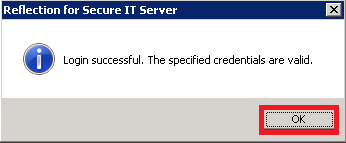 Reflection for Secure IT Server
Login successful. The specified credentials are valid.
OK